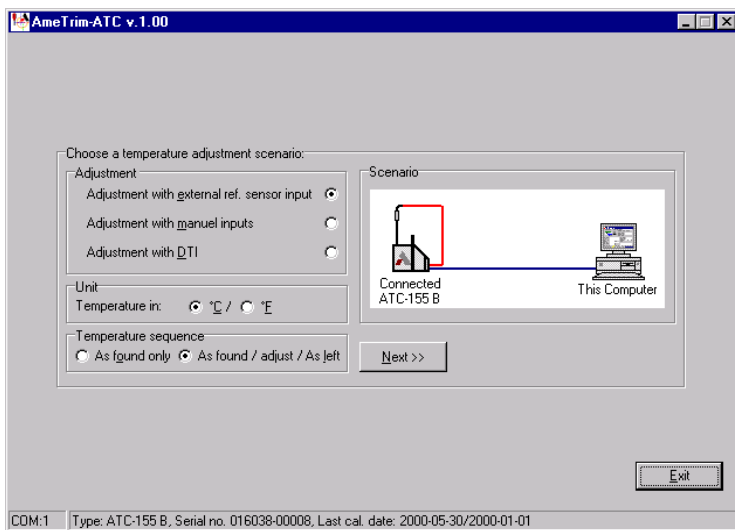 AmeTrim-ATC v.1.00
Choose a temperature adjustment scenario:
Adjustment
Adjustment with external ref. sensor input
Adjustment with manuel inputs
Adjustment with DTI
Unit
Temperature in: °C / °F
Temperature sequence
As found only As found / adjust / As left
Scenario
Connected
ATC-155 B
This Computer
Next >>
Exit
COM:1 Type: ATC-155 B, Serial no. 016038-00008, Last cal. date: 2000-05-30/2000-01-01